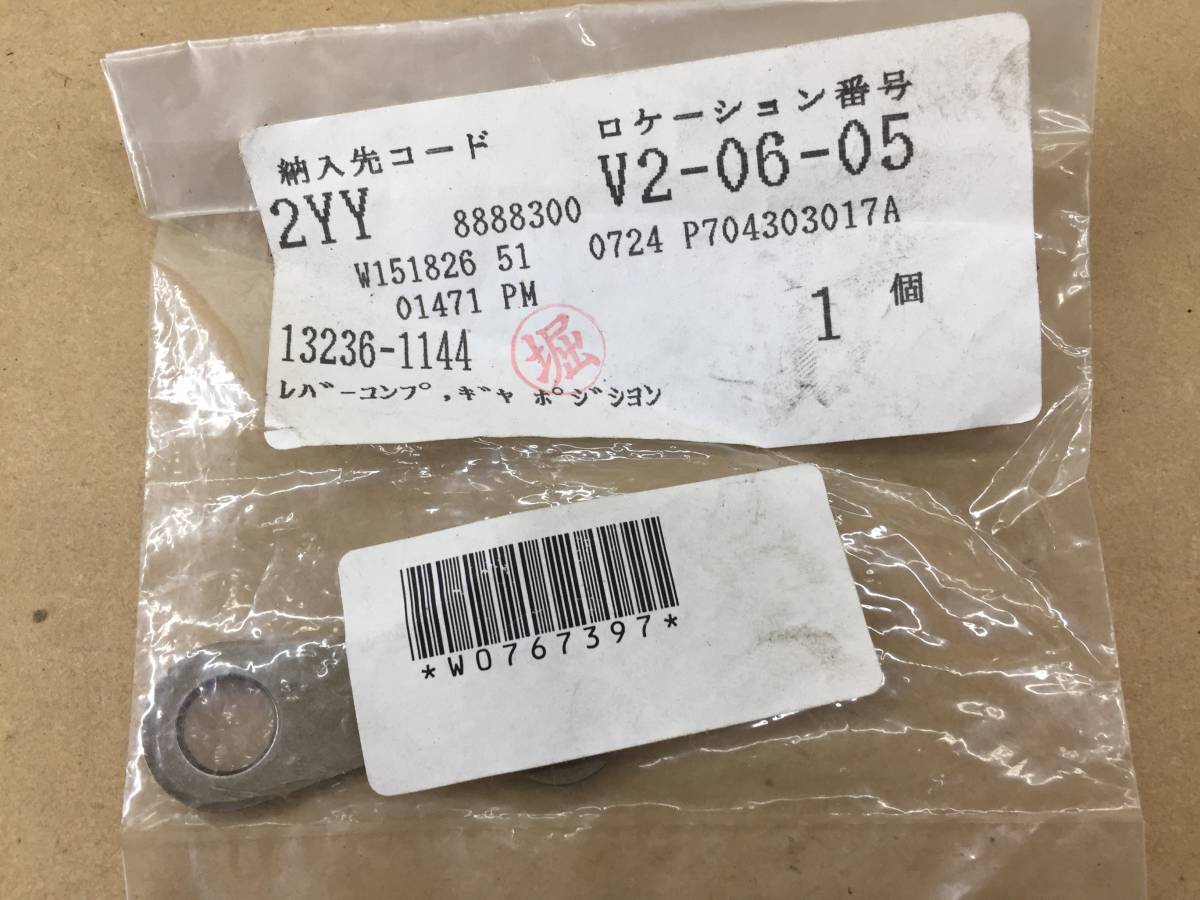 納入先コード ロケーション番号
2YY 8888300 V2-06-05
W151826 51 0724 P704303017A
01471 PM
13236-1144 堀 1 個
レバーコンプ,ギヤ ポジション
*W0767397*